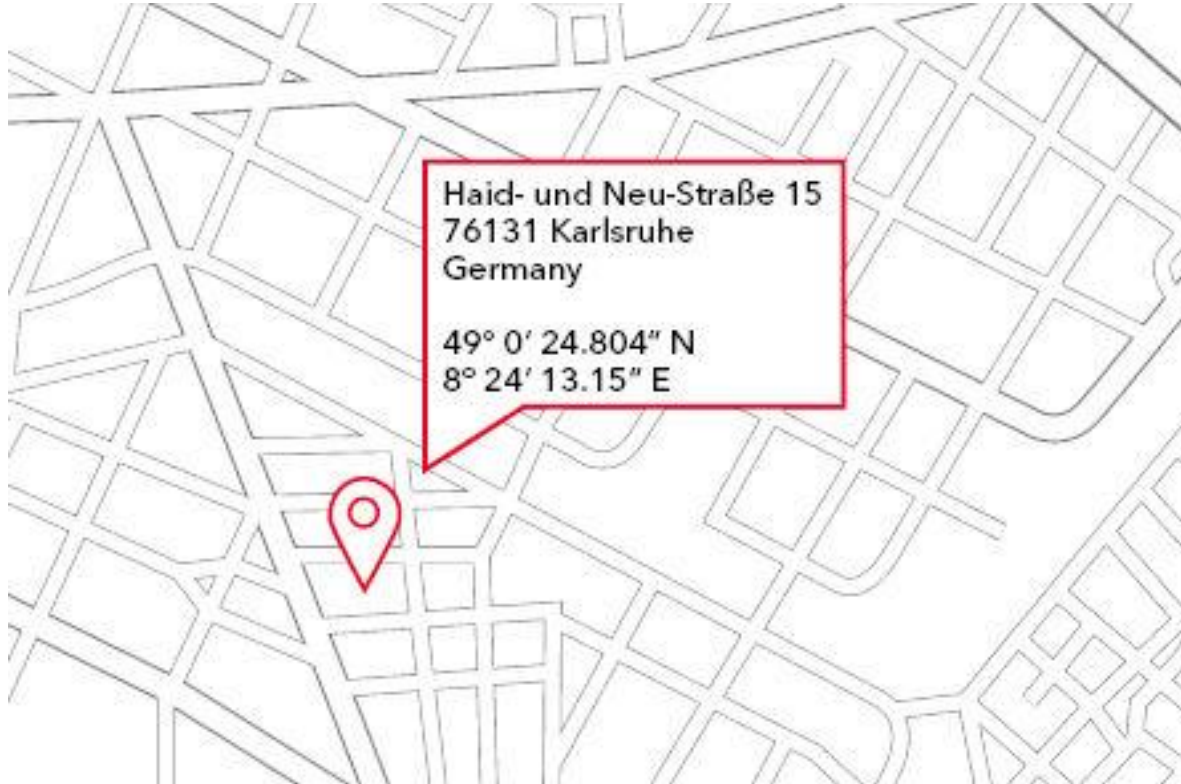 Haid- und Neu-Straße 15
76131 Karlsruhe
Germany
49° 0’ 24.804” N
8° 24’ 13.15” E